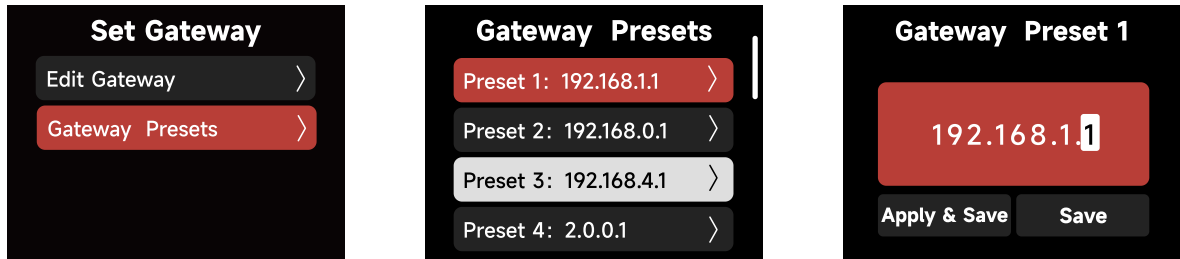 Set Gateway
Edit Gateway
Gateway Presets
Gateway Presets
Preset 1: 192.168.1.1
Preset 2: 192.168.0.1
Preset 3: 192.168.4.1
Preset 4: 2.0.0.1
Gateway Preset 1
192.168.1.1
Apply & Save
Save